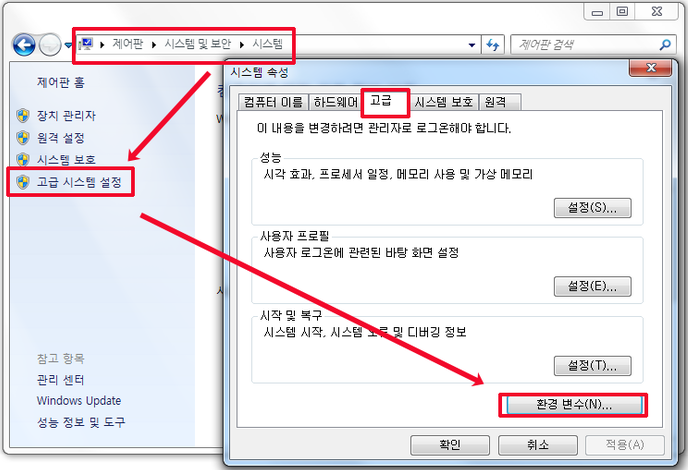 제어판 ▸ 시스템 및 보안 ▸ 시스템
제어판 검색
제어판 홈
장치 관리자
원격 설정
시스템 보호
고급 시스템 설정
참고 항목
관리 센터
Windows Update
성능 정보 및 도구
시스템 속성
컴퓨터 이름 하드웨어 고급 시스템 보호 원격
이 내용을 변경하려면 관리자로 로그온해야 합니다.
성능
시각 효과, 프로세서 일정, 메모리 사용 및 가상 메모리
설정(S)...
사용자 프로필
사용자 로그온에 관련된 바탕 화면 설정
설정(E)...
시작 및 복구
시스템 시작, 시스템 오류 및 디버깅 정보
설정(T)...
환경 변수(N)...
확인 취소 적용(A)